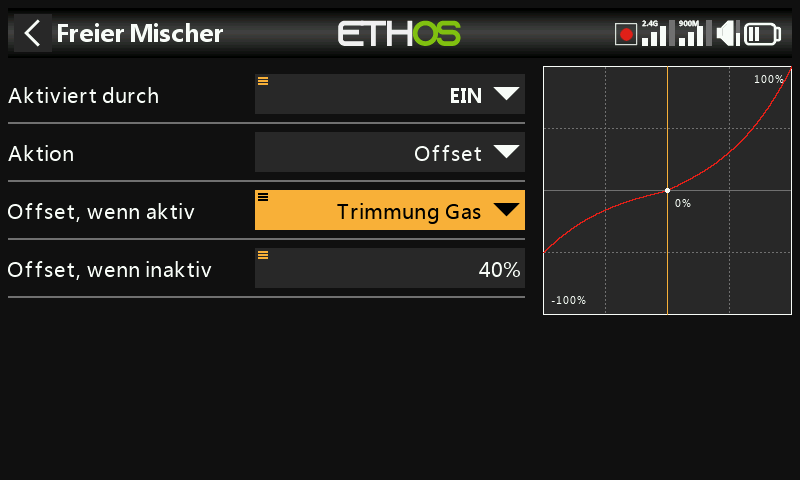 Freier Mischer
ETHOS
2.4G
900M
Aktiviert durch
EIN
Aktion
Offset
Offset, wenn aktiv
Trimmung Gas
Offset, wenn inaktiv
40%
100%
0%
-100%